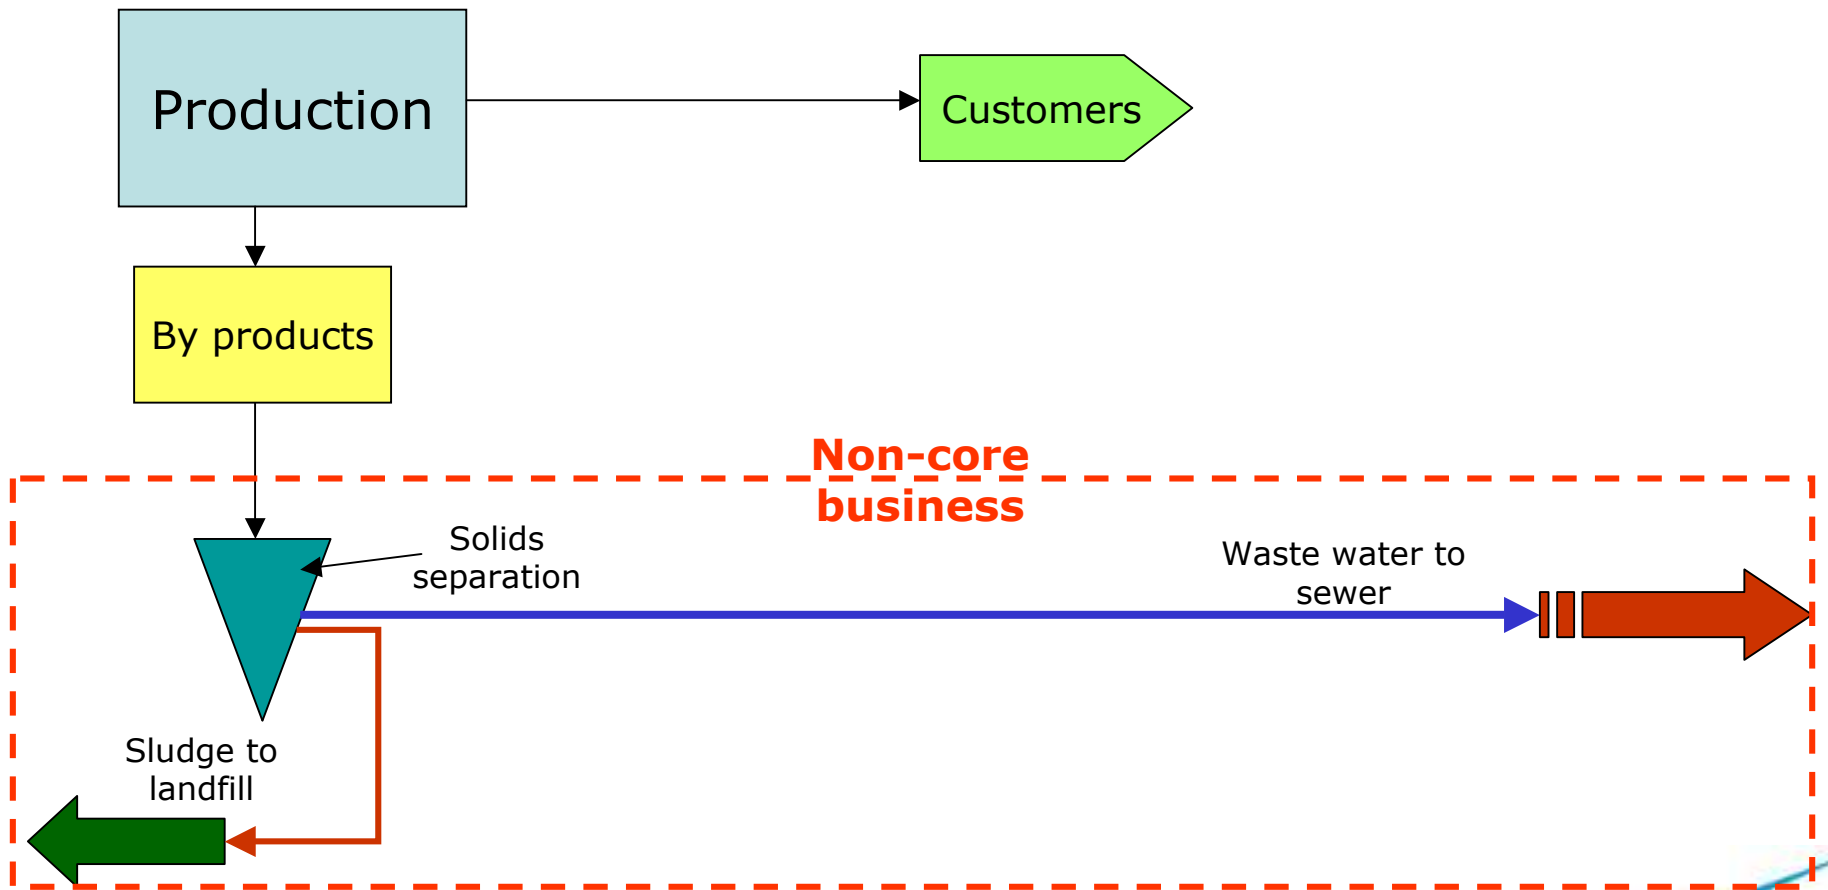 Production
Customers
By products
Non-core
business
Solids
separation
Waste water to
sewer
Sludge to
landfill